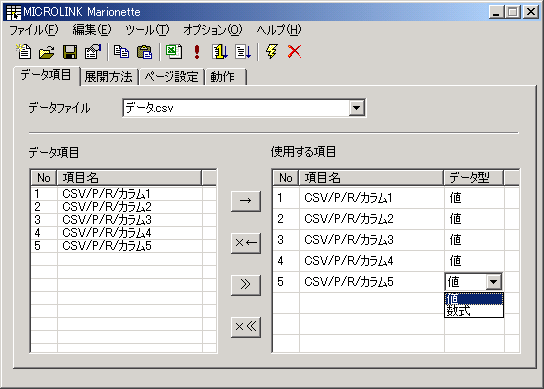 MICROLINK Marionette
ファイル(F) 編集(E) ツール(T) オプション(O) ヘルプ(H)
データ項目 展開方法 ページ設定 動作
データファイル データ.csv
データ項目
No 項目名
1 CSV/P/R/カラム1
2 CSV/P/R/カラム2
3 CSV/P/R/カラム3
4 CSV/P/R/カラム4
5 CSV/P/R/カラム5
→
×←
≫
×≪
使用する項目
No 項目名 データ型
1 CSV/P/R/カラム1 値
2 CSV/P/R/カラム2 値
3 CSV/P/R/カラム3 値
4 CSV/P/R/カラム4 値
5 CSV/P/R/カラム5 値
値
数式